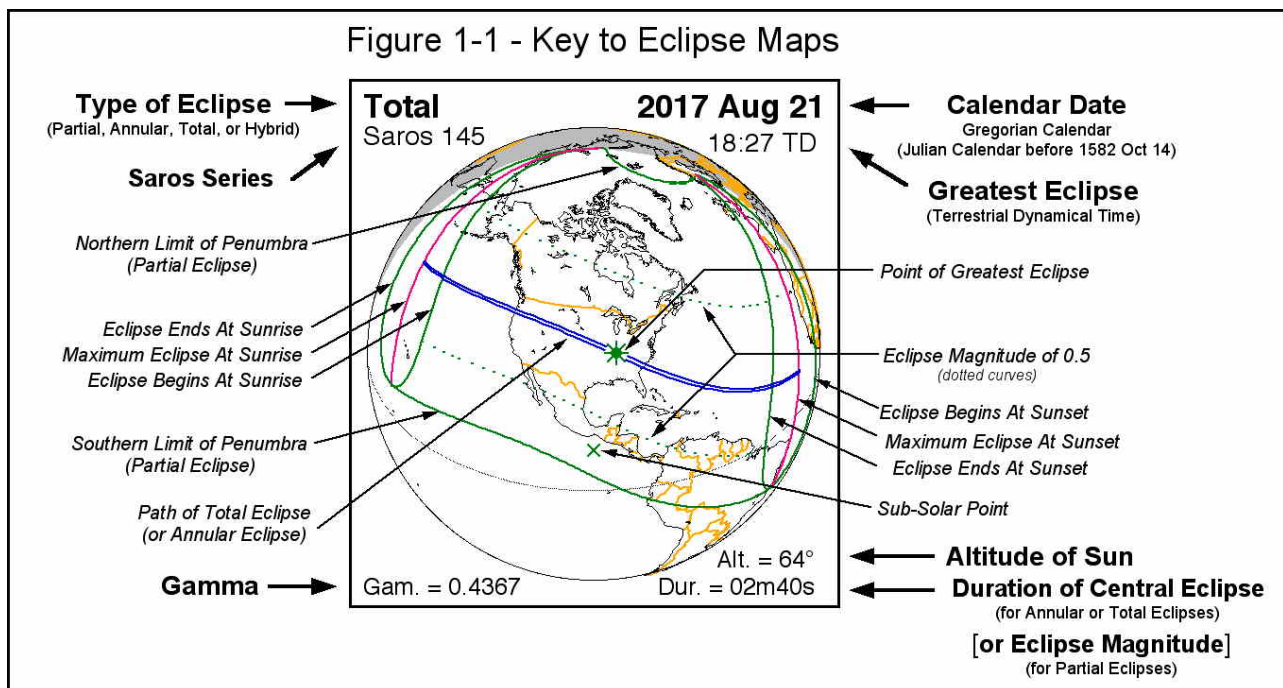 Figure 1-1 - Key to Eclipse Maps
Type of Eclipse
(Partial, Annular, Total, or Hybrid)
Saros Series
Northern Limit of Penumbra
(Partial Eclipse)
Eclipse Ends At Sunrise
Maximum Eclipse At Sunrise
Eclipse Begins At Sunrise
Southern Limit of Penumbra
(Partial Eclipse)
Path of Total Eclipse
(or Annular Eclipse)
Gamma
Total
2017 Aug 21
Saros 145
18:27 TD
Alt. = 64°
Gam. = 0.4367
Dur. = 02m40s
Calendar Date
Gregorian Calendar
(Julian Calendar before 1582 Oct 14)
Greatest Eclipse
(Terrestrial Dynamical Time)
Point of Greatest Eclipse
Eclipse Magnitude of 0.5
(dotted curves)
Eclipse Begins At Sunset
Maximum Eclipse At Sunset
Eclipse Ends At Sunset
Sub-Solar Point
Altitude of Sun
Duration of Central Eclipse
(for Annular or Total Eclipses)
[or Eclipse Magnitude]
(for Partial Eclipses)